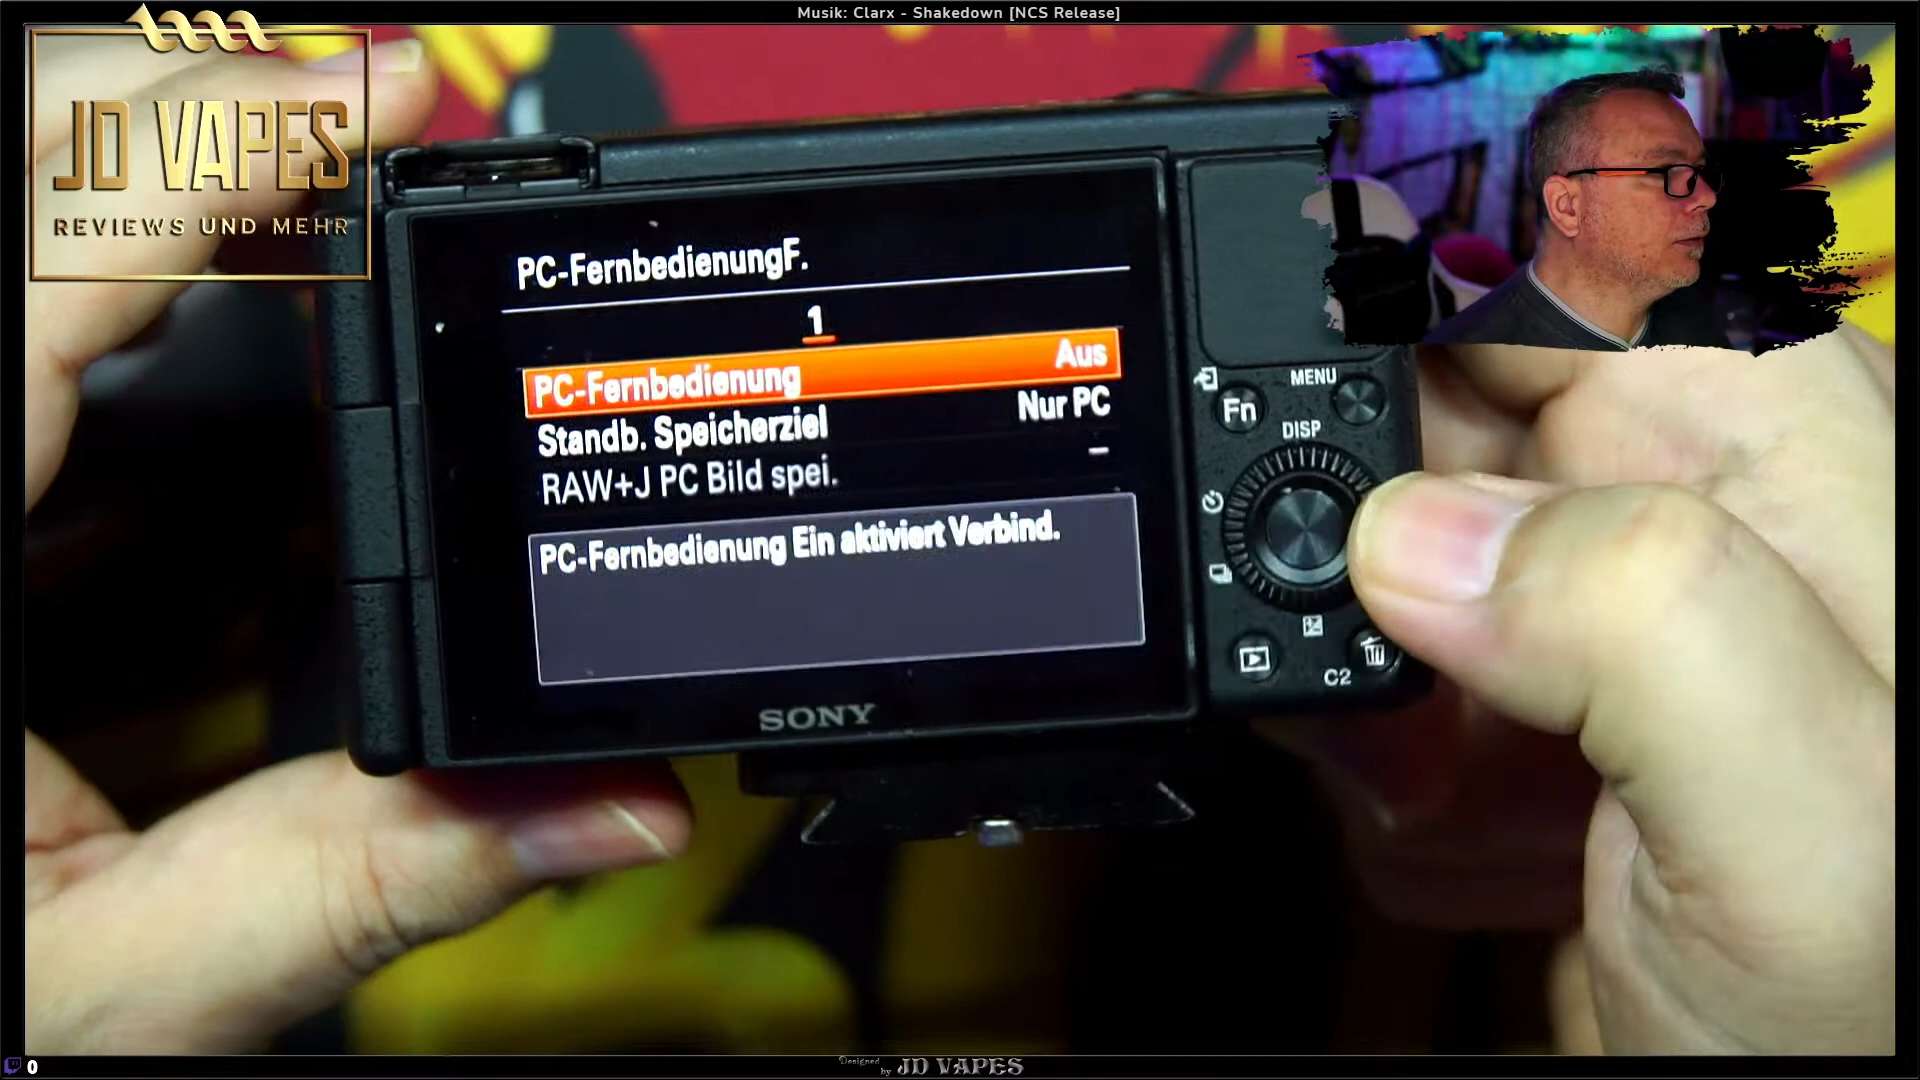 Musik: Clarx - Shakedown [NCS Release]
JD VAPES
REVIEWS UND MEHR
PC-FernbedienungF.
1
PC-Fernbedienung Aus
Standb. Speicherziel Nur PC
RAW+J PC Bild spei. –
PC-Fernbedienung Ein aktiviert Verbind.
SONY
MENU
Fn
DISP
C2
0
Designed by JD VAPES